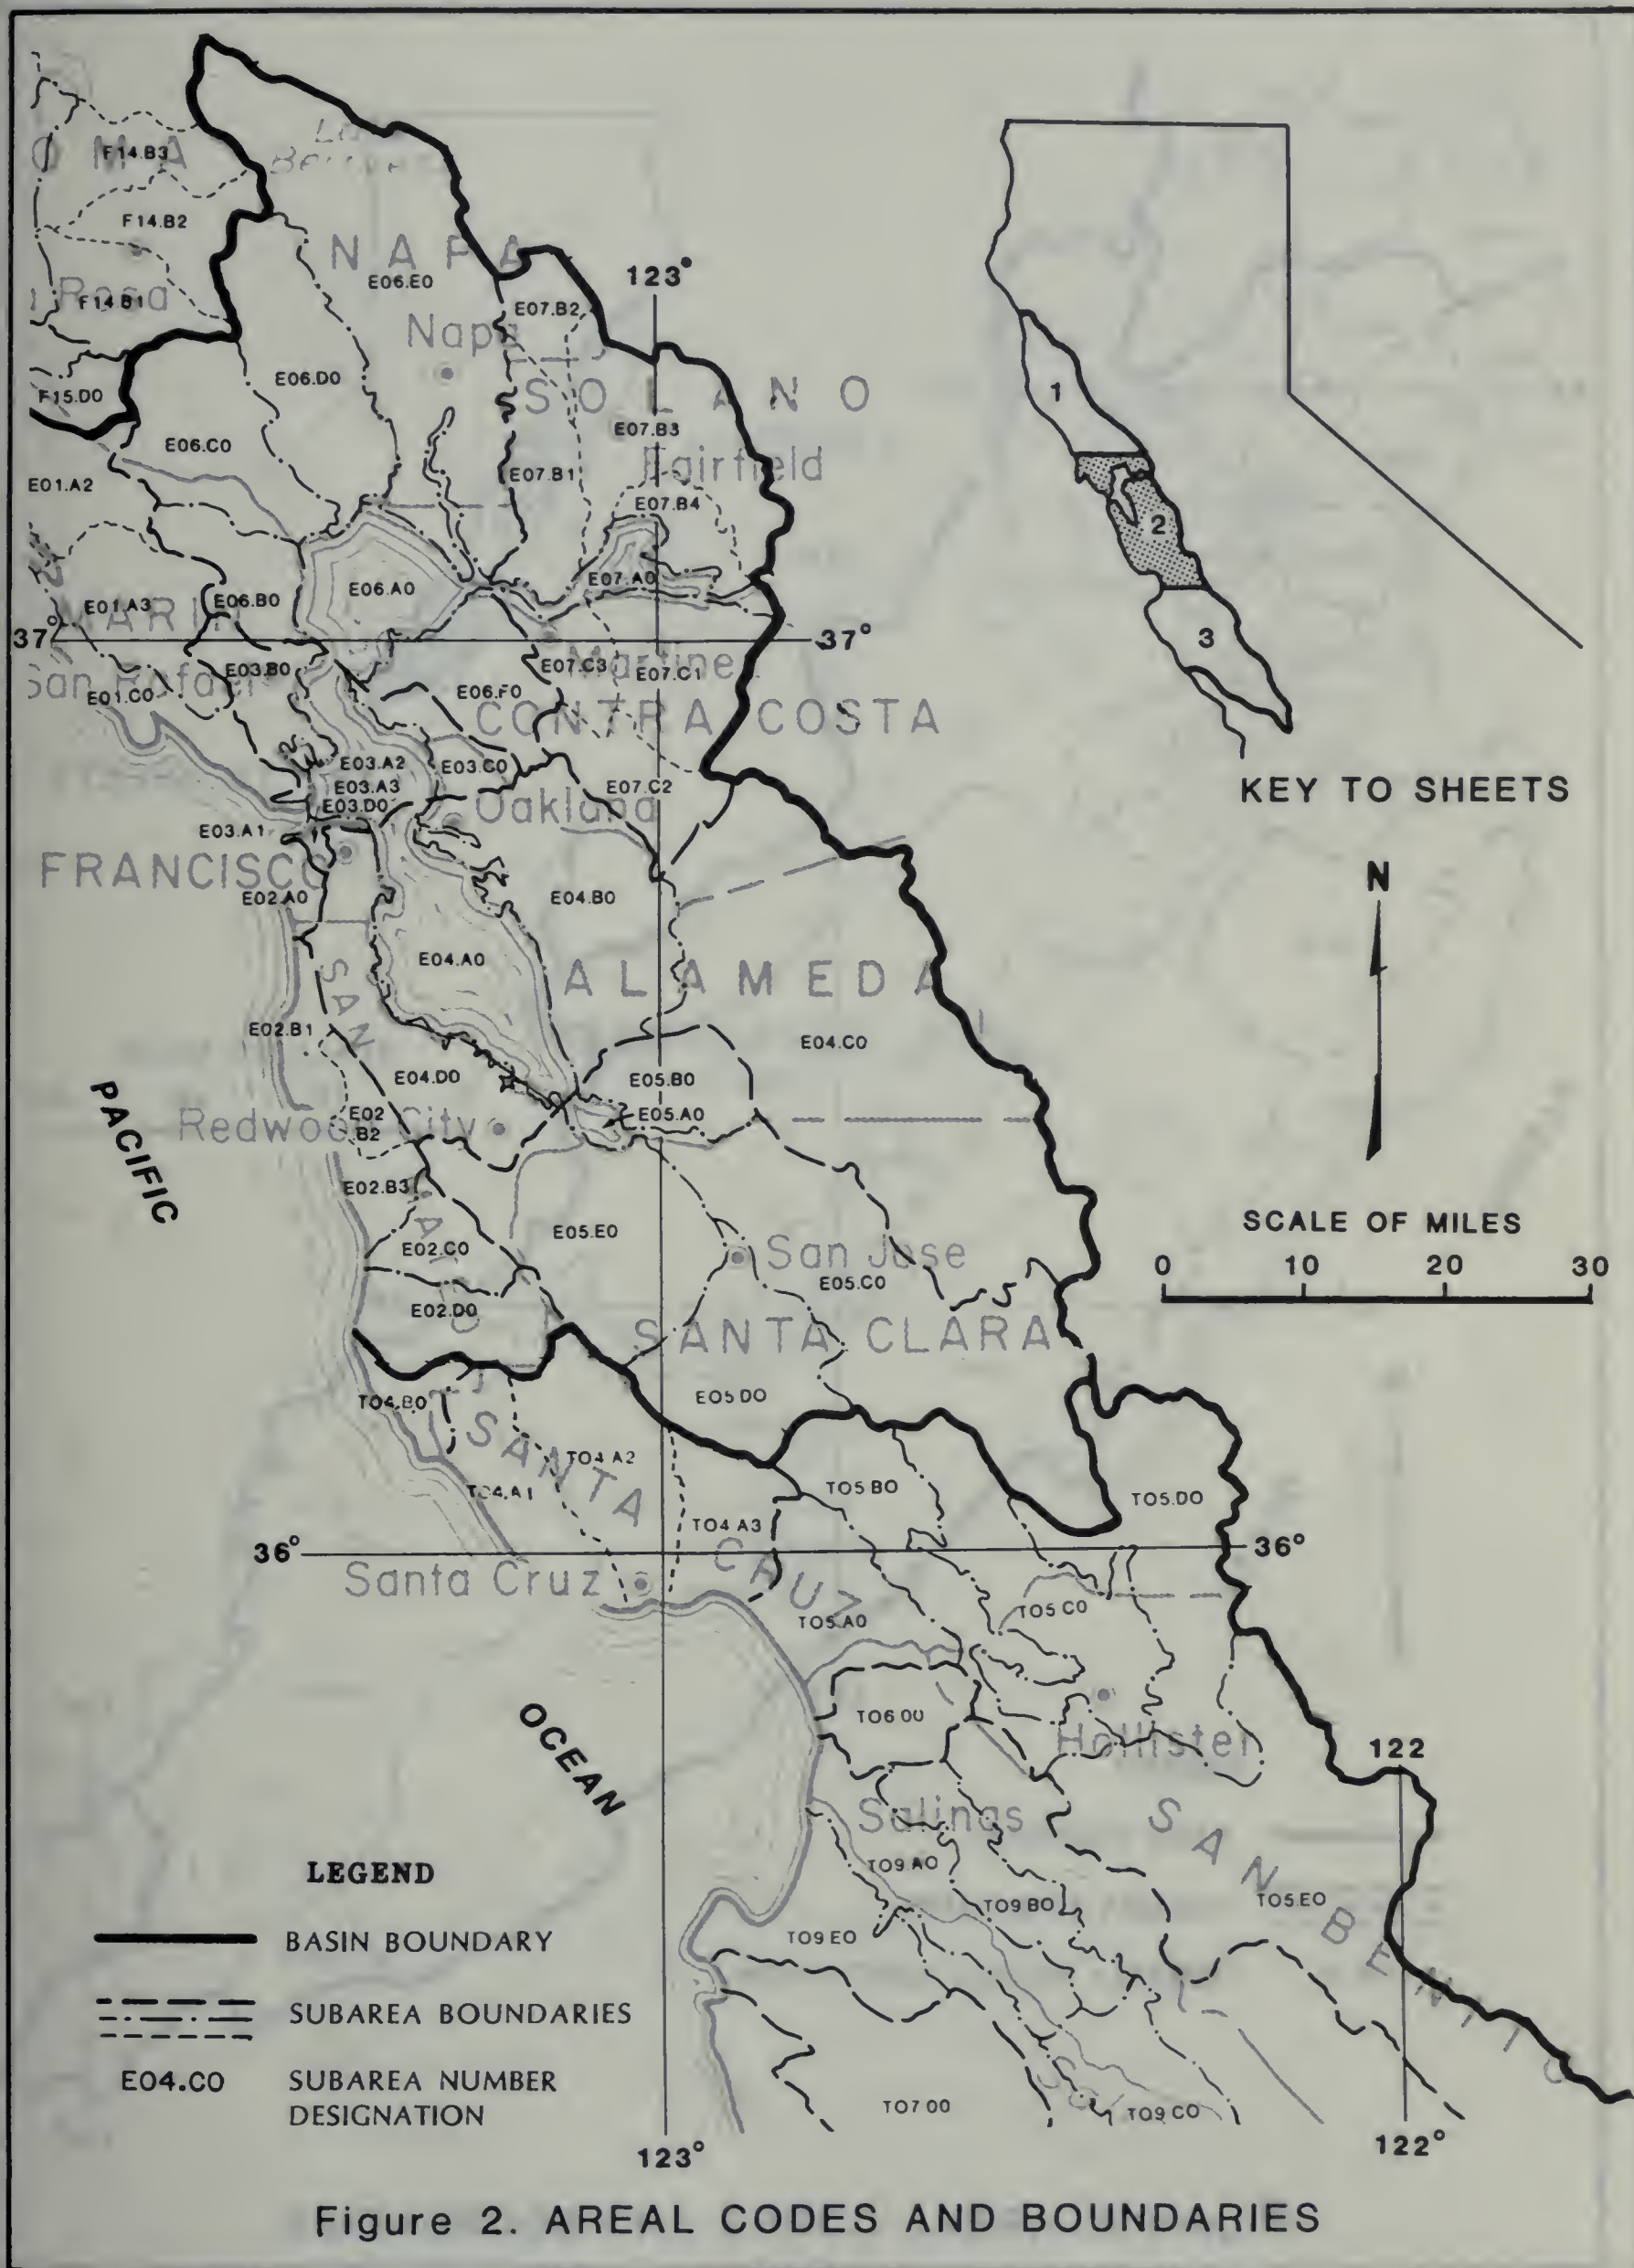 F14.B3
F14.B2
F14.B1
F15.D0
NAPA
E06.E0
123°
E07.B2
Napa
SOLANO
E06.D0
E07.B3
E06.C0
Fairfield
E01.A2
E07.B1
E07.B4
E06.A0
E07.A0
E01.A3
E06.B0
MARIN
37°
37°
E03.B0
E07.C3
E07.C1
San Rafael
E01.C0
E06.F0
CONTRA COSTA
E03.A2
E03.C0
E03.A3
E03.D0
E07.C2
Oakland
E03.A1
FRANCISCO
E02.A0
E04.B0
E04.A0
ALAMEDA
SAN
E02.B1
E04.C0
E04.D0
E05.B0
E02
B2
E05.A0
Redwood City
E02.B3
E02.C0
E05.E0
San Jose
E05.C0
E02.D0
SANTA CLARA
T04.B0
E05 D0
SANTA
T04 A2
T04.A1
T05 B0
T05.D0
T04 A3
36°
36°
CRUZ
Santa Cruz
T05.A0
T05 C0
T06 00
Hollister
122
Salinas
SAN BENITO
T09 A0
T09 B0
T05.E0
T09 E0
T07 00
T09 C0
123°
122°
PACIFIC
OCEAN
1
2
3
KEY TO SHEETS
N
SCALE OF MILES
0 10 20 30
LEGEND
BASIN BOUNDARY
SUBAREA BOUNDARIES
E04.CO SUBAREA NUMBER
DESIGNATION
Figure 2. AREAL CODES AND BOUNDARIES